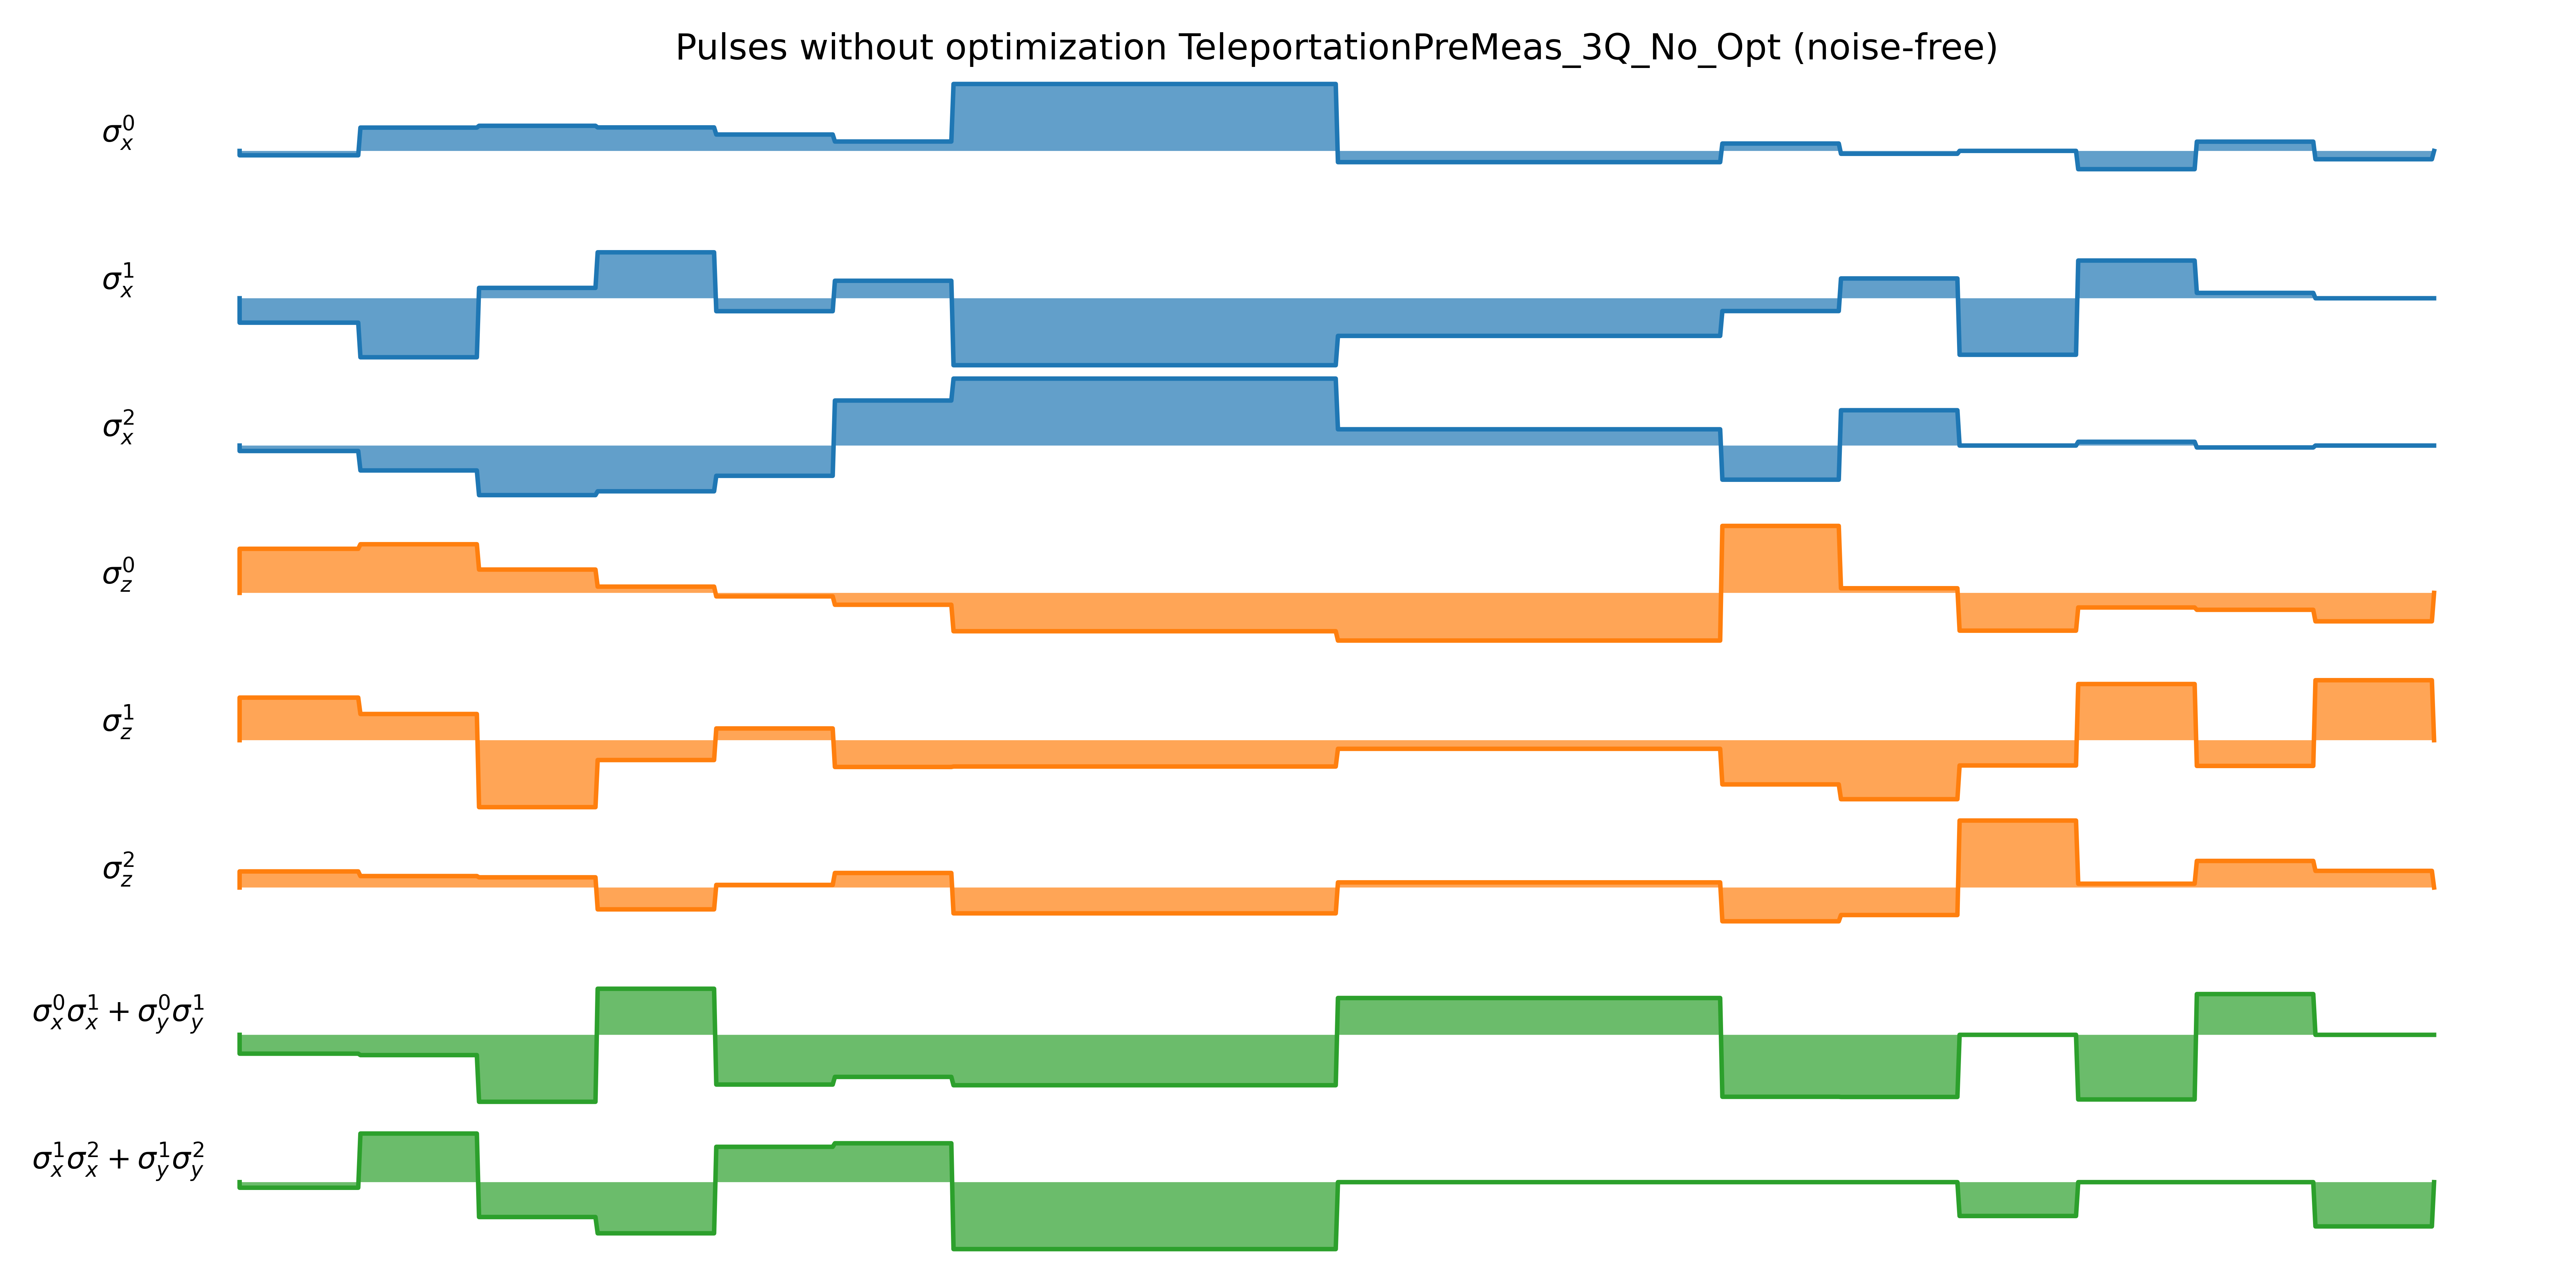 Pulses without optimization TeleportationPreMeas_3Q_No_Opt (noise-free)
σ_x^0
σ_x^1
σ_x^2
σ_z^0
σ_z^1
σ_z^2
σ_x^0σ_x^1 + σ_y^0σ_y^1
σ_x^1σ_x^2 + σ_y^1σ_y^2